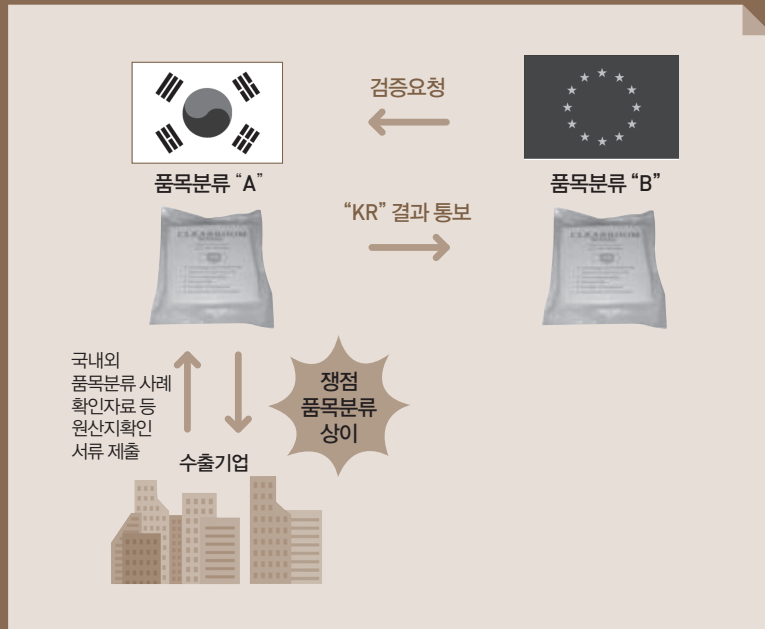 검증요청
품목분류 “A”
품목분류 “B”
“KR” 결과 통보
국내외
품목분류 사례
확인자료 등
원산지확인
서류 제출
쟁점
품목분류
상이
수출기업